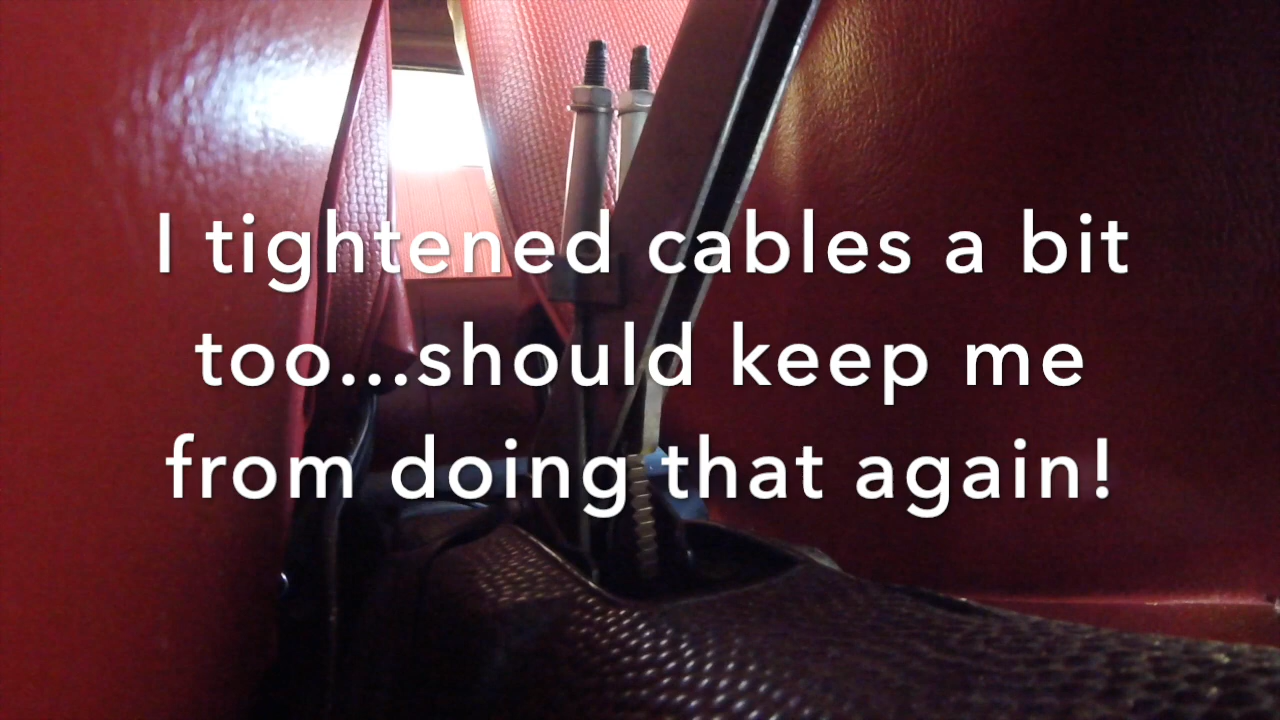 I tightened cables a bit
too...should keep me
from doing that again!